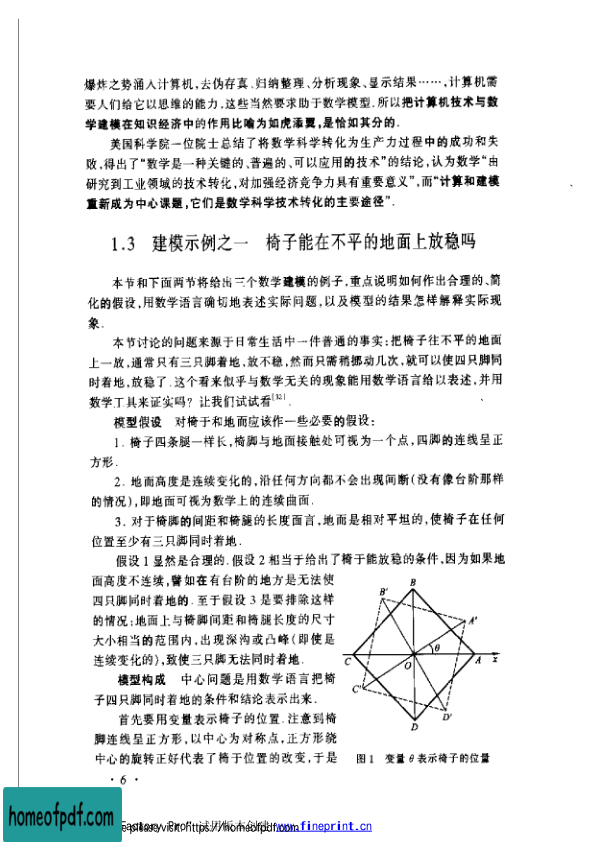 爆炸之势涌入计算机,去伪存真、归纳整理、分析现象、显示结果……,计算机需
要人们给它以思维的能力,这些当然要求助于数学模型.所以把计算机技术与数
学建模在知识经济中的作用比喻为如虎添翼,是恰如其分的.
美国科学院一位院士总结了将数学科学转化为生产力过程中的成功和失
败,得出了“数学是一种关键的、普遍的、可以应用的技术”的结论,认为数学“由
研究到工业领域的技术转化,对加强经济竞争力具有重要意义”,而“计算和建模
重新成为中心课题,它们是数学科学技术转化的主要途径”.
1.3 建模示例之一 椅子能在不平的地面上放稳吗
本节和下面两节将给出三个数学建模的例子,重点说明如何作出合理的、简
化的假设,用数学语言确切地表述实际问题,以及模型的结果怎样解释实际现
象.
本节讨论的问题来源于日常生活中一件普通的事实:把椅子往不平的地面
上一放,通常只有三只脚着地,放不稳,然而只需稍挪动几次,就可以使四只脚同
时着地,放稳了.这个看来似乎与数学无关的现象能用数学语言给以表述,并用
数学工具来证实吗? 让我们试试看[32].
模型假设 对椅子和地面应该作一些必要的假设:
1. 椅子四条腿一样长,椅脚与地面接触处可视为一个点,四脚的连线呈正
方形.
2. 地面高度是连续变化的,沿任何方向都不会出现间断(没有像台阶那样
的情况),即地面可视为数学上的连续曲面.
3. 对于椅脚的间距和椅腿的长度而言,地面是相对平坦的,使椅子在任何
位置至少有三只脚同时着地.
假设1显然是合理的.假设2相当于给出了椅子能放稳的条件,因为如果地
面高度不连续,譬如在有台阶的地方是无法使
四只脚同时着地的.至于假设3是要排除这样
的情况:地面上与椅脚间距和椅腿长度的尺寸
大小相当的范围内,出现深沟或凸峰(即使是
连续变化的),致使三只脚无法同时着地.
模型构成 中心问题是用数学语言把椅
子四只脚同时着地的条件和结论表示出来.
首先要用变量表示椅子的位置.注意到椅
脚连线呈正方形,以中心为对称点,正方形绕
中心的旋转正好代表了椅子位置的改变,于是
B
B′
A′
θ
C
O
A
x
C′
D′
D
图1 变量θ表示椅子的位置
·6·
homeofpdf.com
e please visit: https://homeofpdf.com
www.fineprint.cn